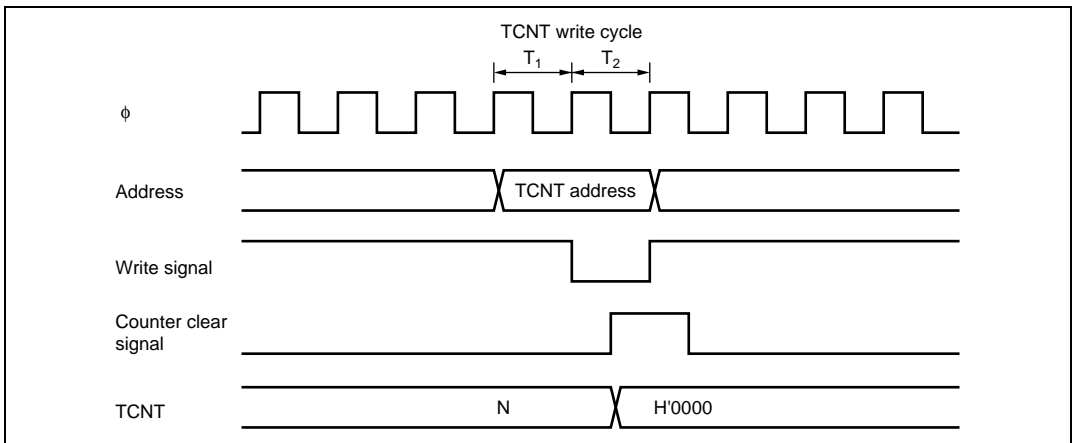 TCNT write cycle
T1 T2
ϕ
Address
TCNT address
Write signal
Counter clear
signal
TCNT
N
H'0000